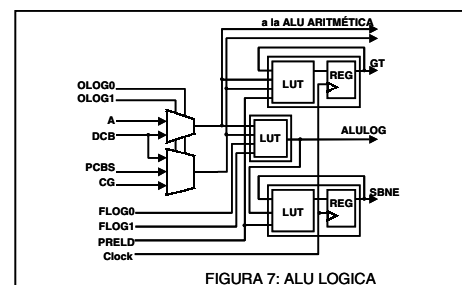 a la ALU ARITMÉTICA
GT
LUT
REG
OLOG0
OLOG1
A
DCB
LUT
ALULOG
PCBS
CG
SBNE
LUT
REG
FLOG0
FLOG1
PRELD
Clock
FIGURA 7: ALU LOGICA